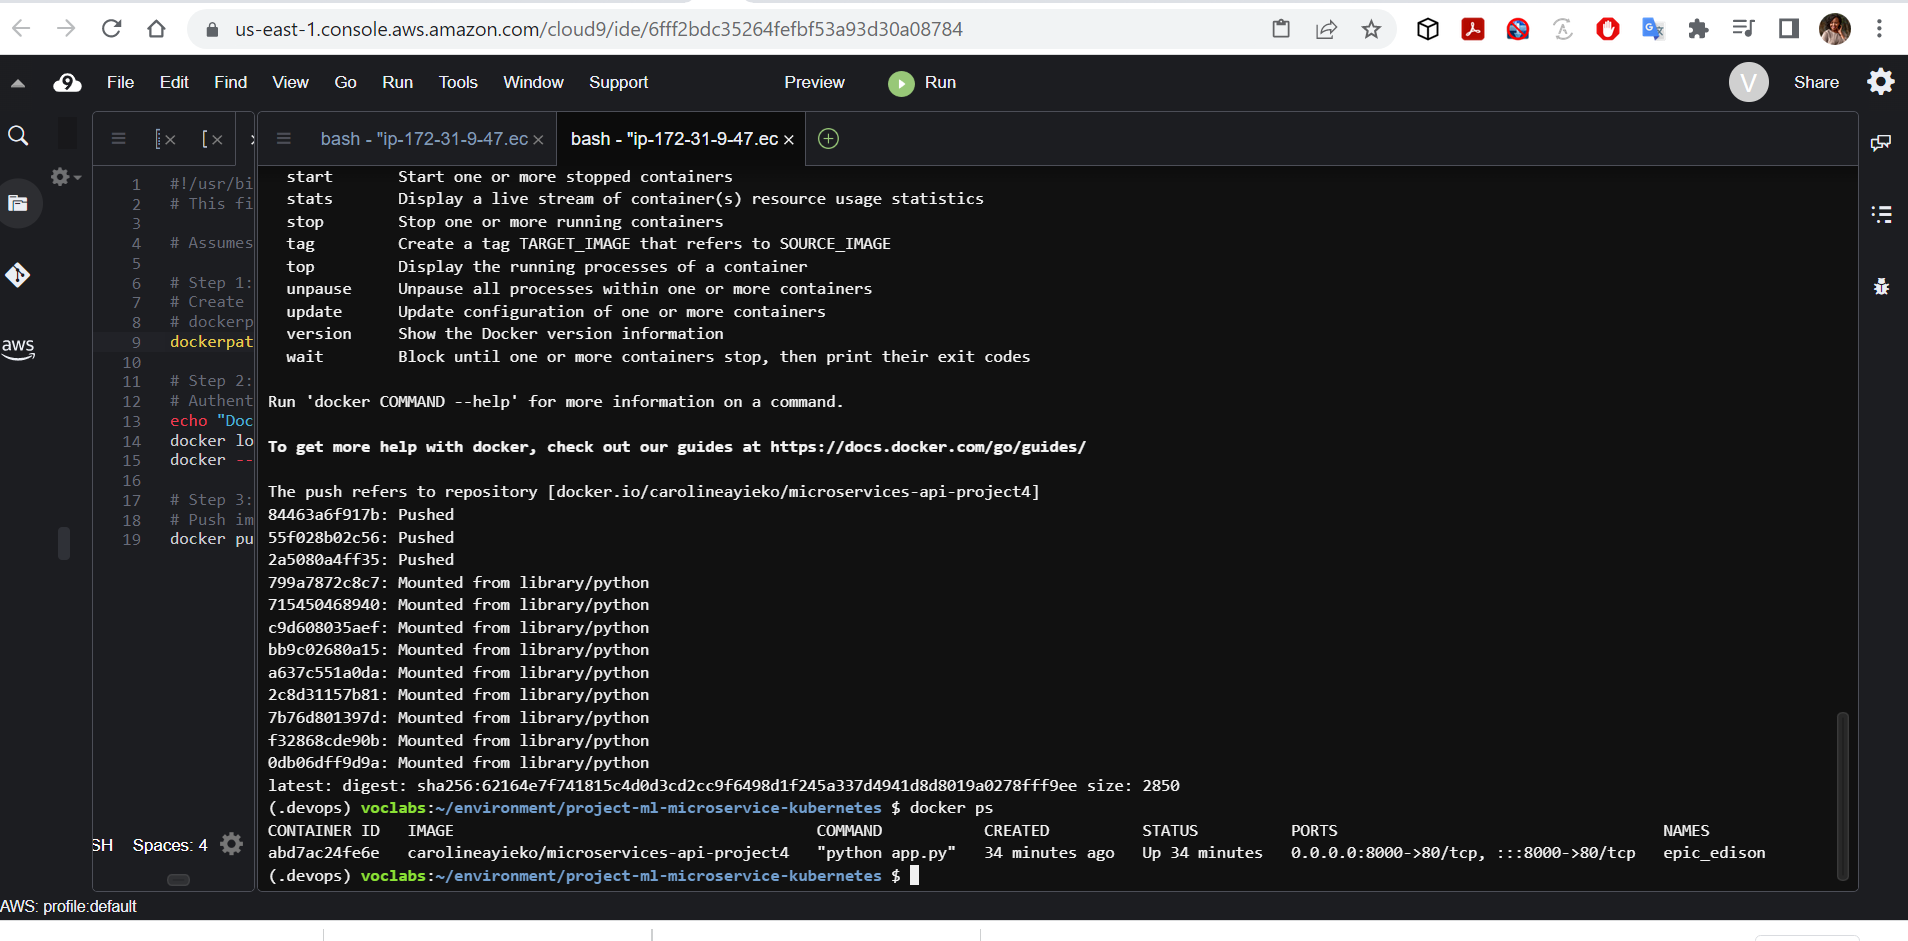 us-east-1.console.aws.amazon.com/cloud9/ide/6fff2bdc35264fefbf53a93d30a08784
9 File Edit Find View Go Run Tools Window Support Preview Run V Share
bash - "ip-172-31-9-47.ec × bash - "ip-172-31-9-47.ec ×
aws
1 #!/usr/bi
2 # This fi
3
4 # Assumes
5
6 # Step 1:
7 # Create
8 # dockerp
9 dockerpat
10
11 # Step 2:
12 # Authent
13 echo "Doc
14 docker lo
15 docker --
16
17 # Step 3:
18 # Push im
19 docker pu
SH Spaces: 4
start Start one or more stopped containers
stats Display a live stream of container(s) resource usage statistics
stop Stop one or more running containers
tag Create a tag TARGET_IMAGE that refers to SOURCE_IMAGE
top Display the running processes of a container
unpause Unpause all processes within one or more containers
update Update configuration of one or more containers
version Show the Docker version information
wait Block until one or more containers stop, then print their exit codes
Run 'docker COMMAND --help' for more information on a command.
To get more help with docker, check out our guides at https://docs.docker.com/go/guides/
The push refers to repository [docker.io/carolineayieko/microservices-api-project4]
84463a6f917b: Pushed
55f028b02c56: Pushed
2a5080a4ff35: Pushed
799a7872c8c7: Mounted from library/python
715450468940: Mounted from library/python
c9d608035aef: Mounted from library/python
bb9c02680a15: Mounted from library/python
a637c551a0da: Mounted from library/python
2c8d31157b81: Mounted from library/python
7b76d801397d: Mounted from library/python
f32868cde90b: Mounted from library/python
0db06dff9d9a: Mounted from library/python
latest: digest: sha256:62164e7f741815c4d0d3cd2cc9f6498d1f245a337d4941d8d8019a0278fff9ee size: 2850
(.devops) voclabs:~/environment/project-ml-microservice-kubernetes $ docker ps
CONTAINER ID IMAGE COMMAND CREATED STATUS PORTS NAMES
abd7ac24fe6e carolineayieko/microservices-api-project4 "python app.py" 34 minutes ago Up 34 minutes 0.0.0.0:8000->80/tcp, :::8000->80/tcp epic_edison
(.devops) voclabs:~/environment/project-ml-microservice-kubernetes $
AWS: profile:default